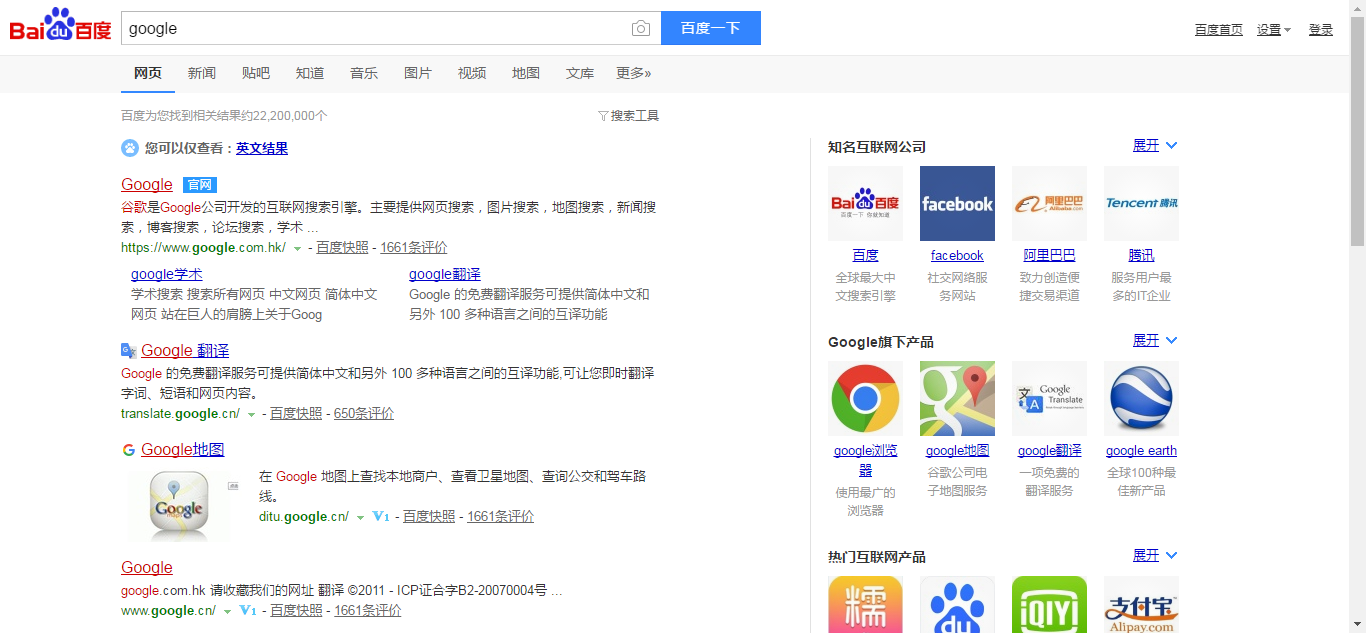 Bai du 百度
google
百度一下
百度首页 设置 登录
网页 新闻 贴吧 知道 音乐 图片 视频 地图 文库 更多»
百度为您找到相关结果约22,200,000个
搜索工具
您可以仅查看：英文结果
Google 官网
谷歌是Google公司开发的互联网搜索引擎。主要提供网页搜索，图片搜索，地图搜索，新闻搜
索，博客搜索，论坛搜索，学术 ...
https://www.google.com.hk/ - 百度快照 - 1661条评价
google学术
学术搜索 搜索所有网页 中文网页 简体中文
网页 站在巨人的肩膀上关于Goog
google翻译
Google 的免费翻译服务可提供简体中文和
另外 100 多种语言之间的互译功能
Google 翻译
Google 的免费翻译服务可提供简体中文和另外 100 多种语言之间的互译功能,可让您即时翻译
字词、短语和网页内容。
translate.google.cn/ - 百度快照 - 650条评价
Google地图
Google
在 Google 地图上查找本地商户、查看卫星地图、查询公交和驾车路
线。
ditu.google.cn/ V1 - 百度快照 - 1661条评价
Google
google.com.hk 请收藏我们的网址 翻译 ©2011 - ICP证合字B2-20070004号 ...
www.google.cn/ V1 - 百度快照 - 1661条评价
知名互联网公司 展开
Bai du 百度
百度一下 你就知道
facebook
阿里巴巴
Alibaba.com
Tencent 腾讯
百度 facebook 阿里巴巴 腾讯
全球最大中
文搜索引擎
社交网络服
务网站
致力创造便
捷交易渠道
服务用户最
多的IT企业
Google旗下产品 展开
文 A
Google
Translate
google浏览
器
使用最广的
浏览器
google地图
谷歌公司电
子地图服务
google翻译
一项免费的
翻译服务
google earth
全球100种最
佳新产品
热门互联网产品 展开
糯
du
iQIYI
支付宝
Alipay.com